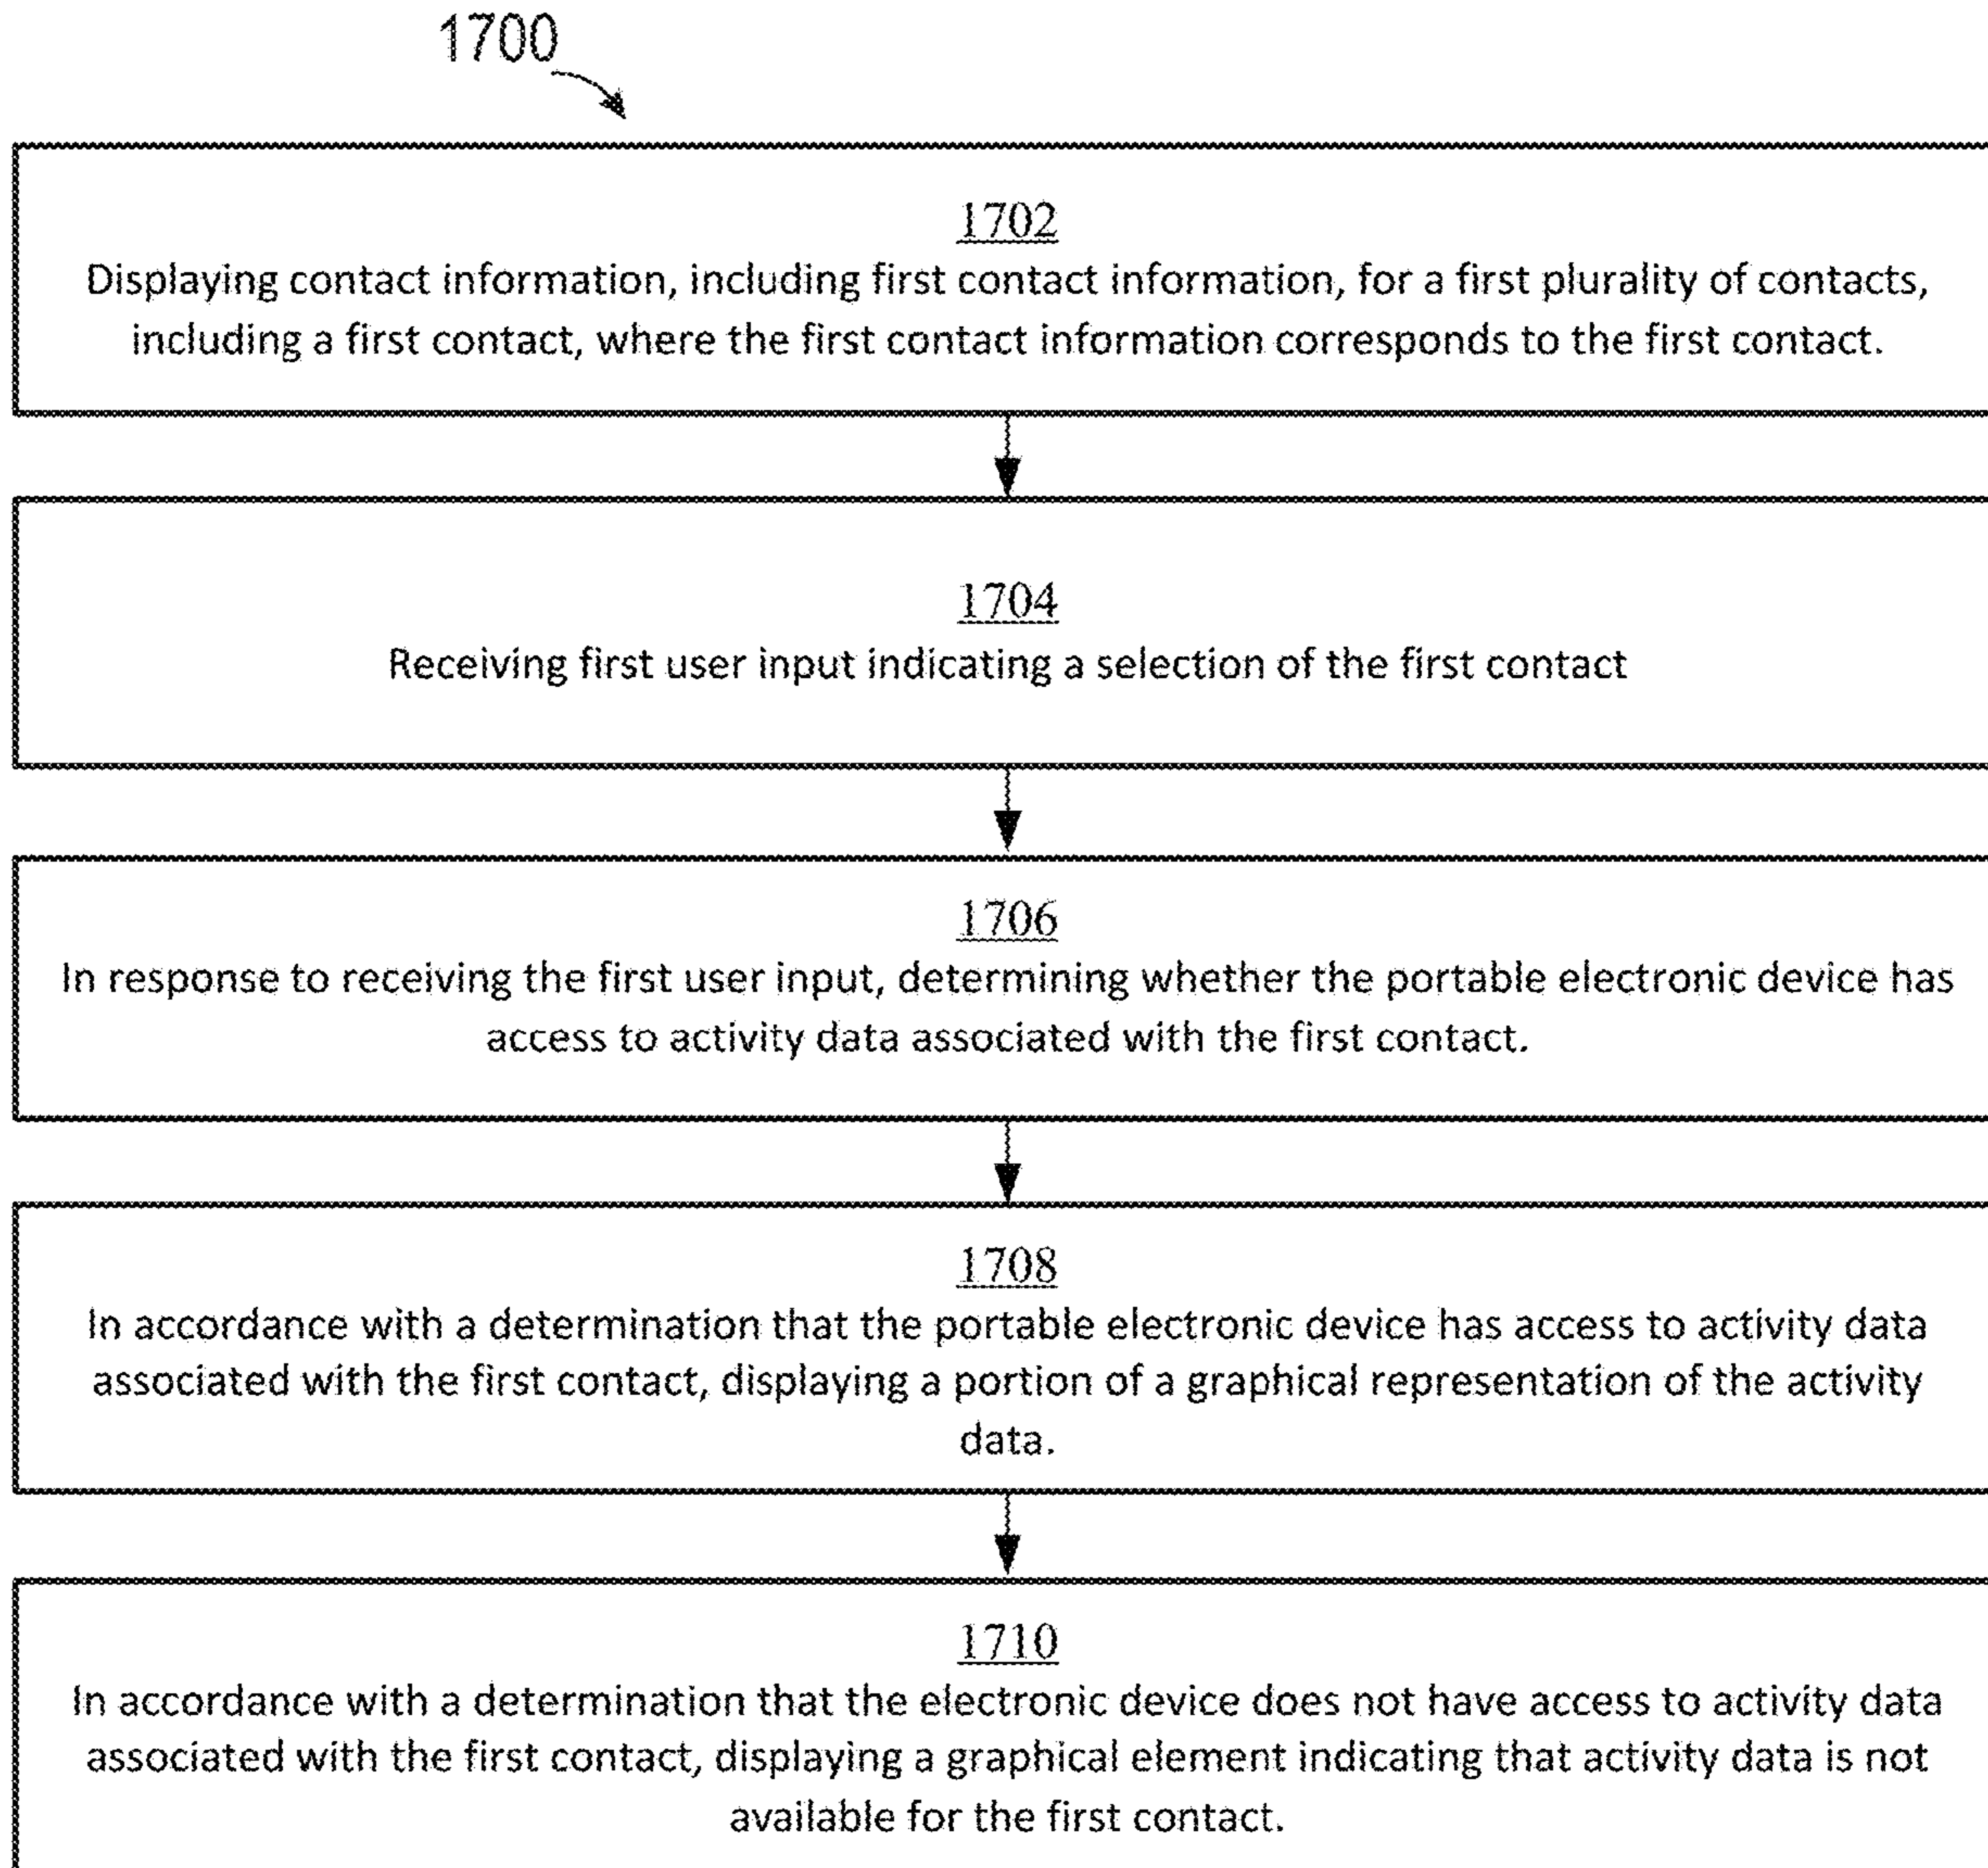 1700
1702
Displaying contact information, including first contact information, for a first plurality of contacts,
including a first contact, where the first contact information corresponds to the first contact.
1704
Receiving first user input indicating a selection of the first contact
1706
In response to receiving the first user input, determining whether the portable electronic device has
access to activity data associated with the first contact.
1708
In accordance with a determination that the portable electronic device has access to activity data
associated with the first contact, displaying a portion of a graphical representation of the activity
data.
1710
In accordance with a determination that the electronic device does not have access to activity data
associated with the first contact, displaying a graphical element indicating that activity data is not
available for the first contact.